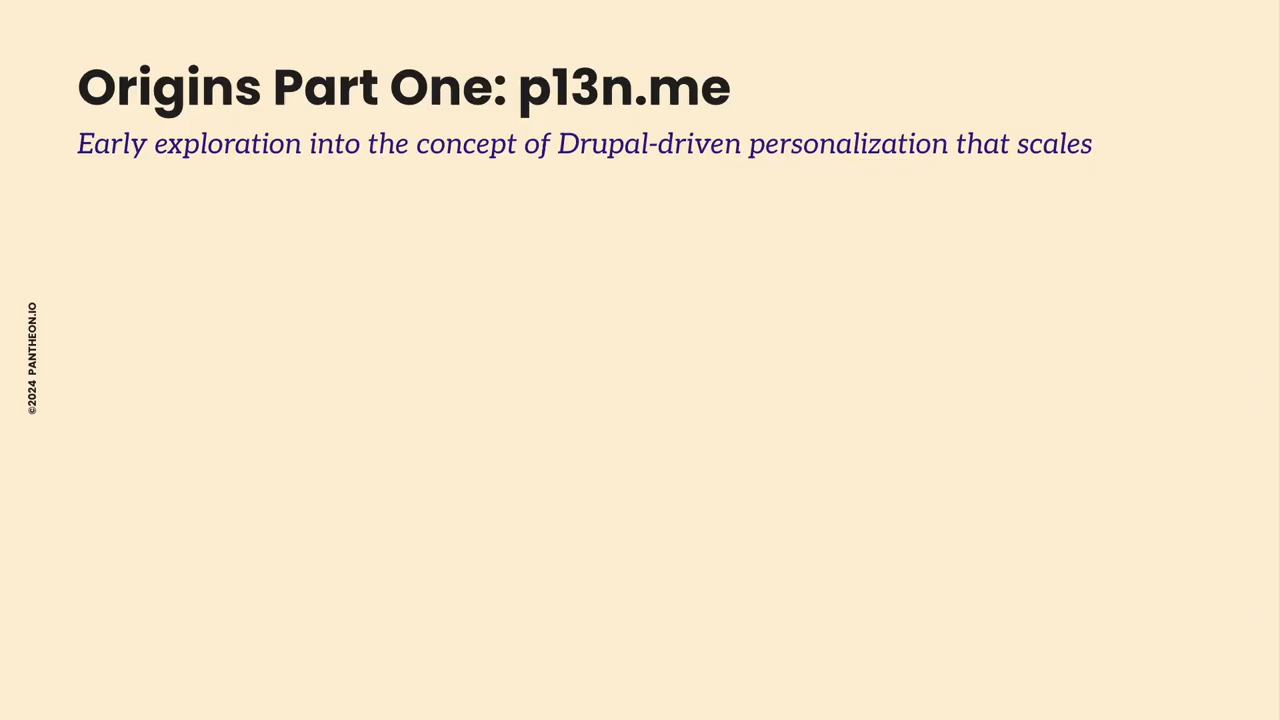 Origins Part One: p13n.me
Early exploration into the concept of Drupal-driven personalization that scales
©2024 PANTHEON.IO